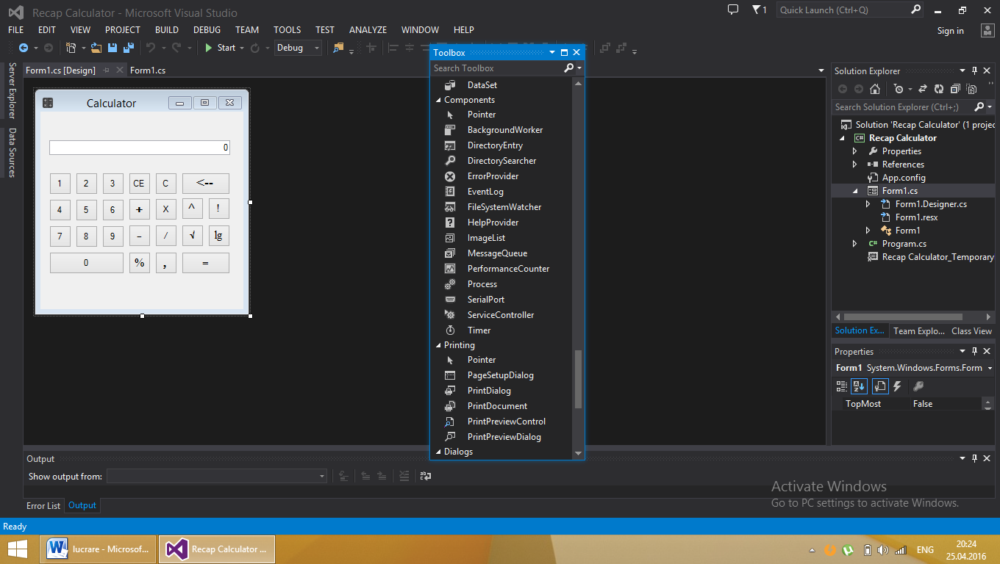 Recap Calculator - Microsoft Visual Studio
1
Quick Launch (Ctrl+Q)
FILE EDIT VIEW PROJECT BUILD DEBUG TEAM TOOLS TEST ANALYZE WINDOW HELP
Sign in
Start
Debug
Server Explorer
Data Sources
Form1.cs [Design]
Form1.cs
Calculator
0
1 2 3 CE C <--
4 5 6 + X ^ !
7 8 9 - / √ lg
0 % , =
Toolbox
Search Toolbox
DataSet
Components
Pointer
BackgroundWorker
DirectoryEntry
DirectorySearcher
ErrorProvider
EventLog
FileSystemWatcher
HelpProvider
ImageList
MessageQueue
PerformanceCounter
Process
SerialPort
ServiceController
Timer
Printing
Pointer
PageSetupDialog
PrintDialog
PrintDocument
PrintPreviewControl
PrintPreviewDialog
Dialogs
Solution Explorer
Search Solution Explorer (Ctrl+;)
Solution 'Recap Calculator' (1 projec
C# Recap Calculator
Properties
References
App.config
Form1.cs
Form1.Designer.cs
Form1.resx
Form1
C# Program.cs
Recap Calculator_Temporary
Solution Ex... Team Explo... Class View
Properties
Form1 System.Windows.Forms.Form
TopMost False
Output
Show output from:
Error List Output
Activate Windows
Go to PC settings to activate Windows.
Ready
lucrare - Microsof...
Recap Calculator ...
ENG
20:24
25.04.2016